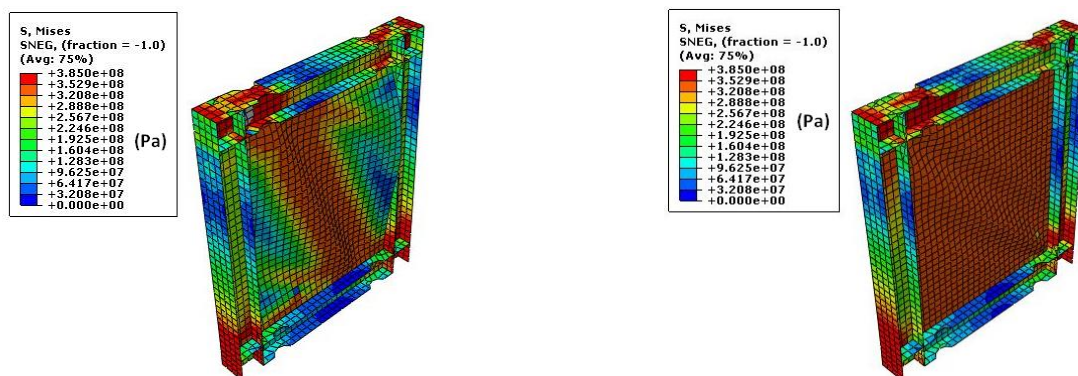 S, Mises
SNEG, (fraction = -1.0)
(Avg: 75%)
+3.850e+08
+3.529e+08
+3.208e+08
+2.888e+08
+2.567e+08
+2.246e+08
+1.925e+08
+1.604e+08
+1.283e+08
+9.625e+07
+6.417e+07
+3.208e+07
+0.000e+00
(Pa)
S, Mises
SNEG, (fraction = -1.0)
(Avg: 75%)
+3.850e+08
+3.529e+08
+3.208e+08
+2.888e+08
+2.567e+08
+2.246e+08
+1.925e+08
+1.604e+08
+1.283e+08
+9.625e+07
+6.417e+07
+3.208e+07
+0.000e+00
(Pa)